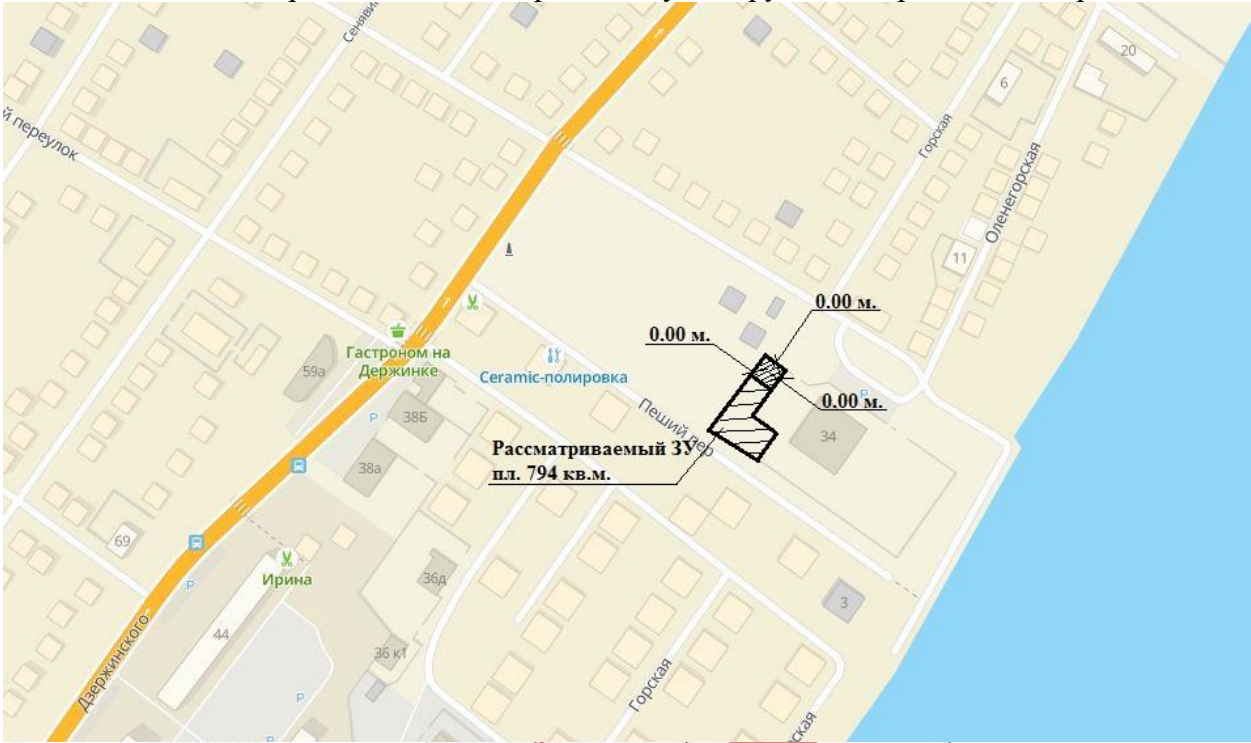 Сенявин
20
6
й переулок
Горская
Оленегорская
11
0.00 м.
0.00 м.
Гастроном на
Держинке
59а
Ceramic-полировка
0.00 м.
P
P
38Б
Пеший пер
34
Рассматриваемый ЗУ
пл. 794 кв.м.
38а
69
P
Ирина
36д
3
44
Дзержинского
36 к1
Горская
P
ская